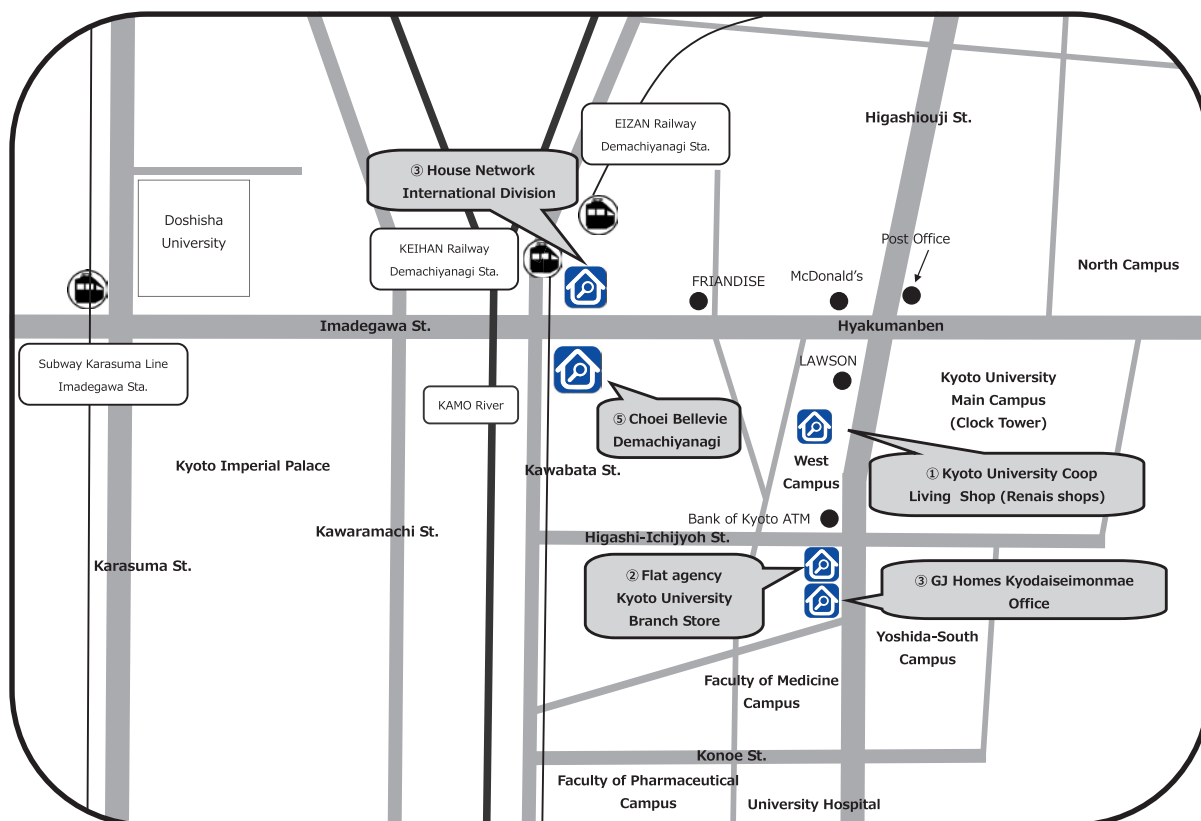 EIZAN Railway
Demachiyanagi Sta.
Higashiouji St.
③ House Network
International Division
Doshisha
University
KEIHAN Railway
Demachiyanagi Sta.
Post Office
North Campus
FRIANDISE
McDonald's
Imadegawa St.
Hyakumanben
Subway Karasuma Line
Imadegawa Sta.
LAWSON
Kyoto University
Main Campus
(Clock Tower)
KAMO River
⑤ Choei Bellevie
Demachiyanagi
Kyoto Imperial Palace
Kawabata St.
West
Campus
① Kyoto University Coop
Living Shop (Renais shops)
Bank of Kyoto ATM
Kawaramachi St.
Higashi-Ichijyoh St.
Karasuma St.
② Flat agency
Kyoto University
Branch Store
③ GJ Homes Kyodaiseimonmae
Office
Yoshida-South
Campus
Faculty of Medicine
Campus
Konoe St.
Faculty of Pharmaceutical
Campus
University Hospital